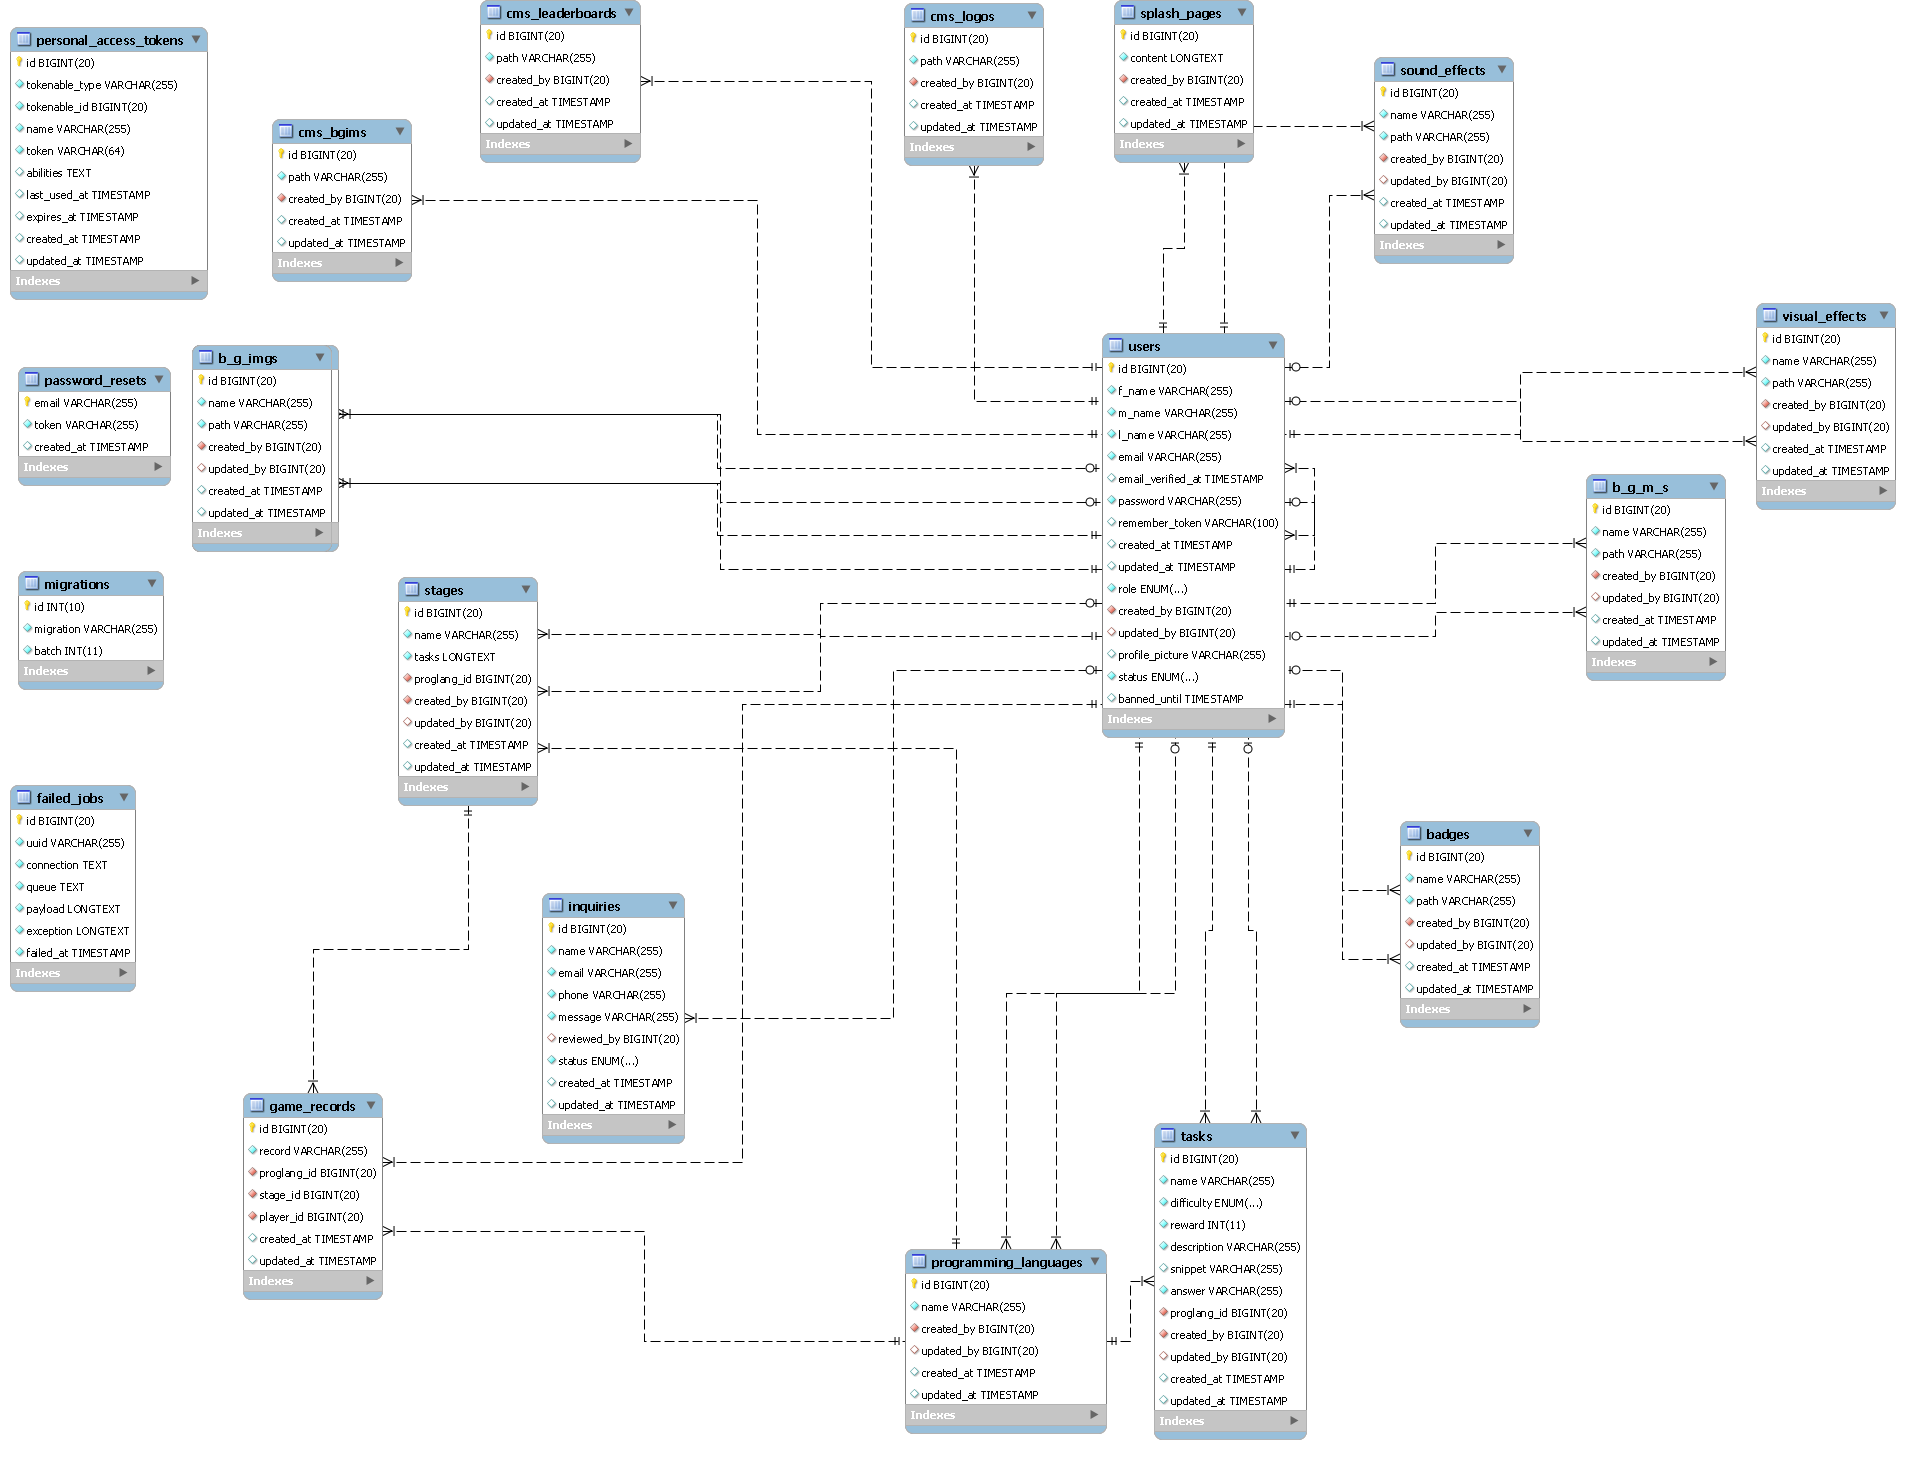 personal_access_tokens
id BIGINT(20)
tokenable_type VARCHAR(255)
tokenable_id BIGINT(20)
name VARCHAR(255)
token VARCHAR(64)
abilities TEXT
last_used_at TIMESTAMP
expires_at TIMESTAMP
created_at TIMESTAMP
updated_at TIMESTAMP
Indexes
cms_bgims
id BIGINT(20)
path VARCHAR(255)
created_by BIGINT(20)
created_at TIMESTAMP
updated_at TIMESTAMP
Indexes
cms_leaderboards
id BIGINT(20)
path VARCHAR(255)
created_by BIGINT(20)
created_at TIMESTAMP
updated_at TIMESTAMP
Indexes
cms_logos
id BIGINT(20)
path VARCHAR(255)
created_by BIGINT(20)
created_at TIMESTAMP
updated_at TIMESTAMP
Indexes
splash_pages
id BIGINT(20)
content LONGTEXT
created_by BIGINT(20)
created_at TIMESTAMP
updated_at TIMESTAMP
Indexes
sound_effects
id BIGINT(20)
name VARCHAR(255)
path VARCHAR(255)
created_by BIGINT(20)
updated_by BIGINT(20)
created_at TIMESTAMP
updated_at TIMESTAMP
Indexes
password_resets
email VARCHAR(255)
token VARCHAR(255)
created_at TIMESTAMP
Indexes
b_g_imgs
id BIGINT(20)
name VARCHAR(255)
path VARCHAR(255)
created_by BIGINT(20)
updated_by BIGINT(20)
created_at TIMESTAMP
updated_at TIMESTAMP
Indexes
users
id BIGINT(20)
f_name VARCHAR(255)
m_name VARCHAR(255)
l_name VARCHAR(255)
email VARCHAR(255)
email_verified_at TIMESTAMP
password VARCHAR(255)
remember_token VARCHAR(100)
created_at TIMESTAMP
updated_at TIMESTAMP
role ENUM(...)
created_by BIGINT(20)
updated_by BIGINT(20)
profile_picture VARCHAR(255)
status ENUM(...)
banned_until TIMESTAMP
Indexes
visual_effects
id BIGINT(20)
name VARCHAR(255)
path VARCHAR(255)
created_by BIGINT(20)
updated_by BIGINT(20)
created_at TIMESTAMP
updated_at TIMESTAMP
Indexes
b_g_m_s
id BIGINT(20)
name VARCHAR(255)
path VARCHAR(255)
created_by BIGINT(20)
updated_by BIGINT(20)
created_at TIMESTAMP
updated_at TIMESTAMP
Indexes
migrations
id INT(10)
migration VARCHAR(255)
batch INT(11)
Indexes
stages
id BIGINT(20)
name VARCHAR(255)
tasks LONGTEXT
proglang_id BIGINT(20)
created_by BIGINT(20)
updated_by BIGINT(20)
created_at TIMESTAMP
updated_at TIMESTAMP
Indexes
failed_jobs
id BIGINT(20)
uuid VARCHAR(255)
connection TEXT
queue TEXT
payload LONGTEXT
exception LONGTEXT
failed_at TIMESTAMP
Indexes
inquiries
id BIGINT(20)
name VARCHAR(255)
email VARCHAR(255)
phone VARCHAR(255)
message VARCHAR(255)
reviewed_by BIGINT(20)
status ENUM(...)
created_at TIMESTAMP
updated_at TIMESTAMP
Indexes
badges
id BIGINT(20)
name VARCHAR(255)
path VARCHAR(255)
created_by BIGINT(20)
updated_by BIGINT(20)
created_at TIMESTAMP
updated_at TIMESTAMP
Indexes
game_records
id BIGINT(20)
record VARCHAR(255)
proglang_id BIGINT(20)
stage_id BIGINT(20)
player_id BIGINT(20)
created_at TIMESTAMP
updated_at TIMESTAMP
Indexes
programming_languages
id BIGINT(20)
name VARCHAR(255)
created_by BIGINT(20)
updated_by BIGINT(20)
created_at TIMESTAMP
updated_at TIMESTAMP
Indexes
tasks
id BIGINT(20)
name VARCHAR(255)
difficulty ENUM(...)
reward INT(11)
description VARCHAR(255)
snippet VARCHAR(255)
answer VARCHAR(255)
proglang_id BIGINT(20)
created_by BIGINT(20)
updated_by BIGINT(20)
created_at TIMESTAMP
updated_at TIMESTAMP
Indexes